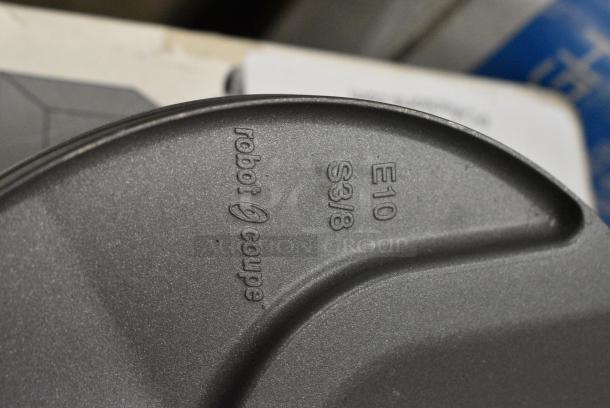 E10
S3/8
robot coupe
AUCTION GROUP